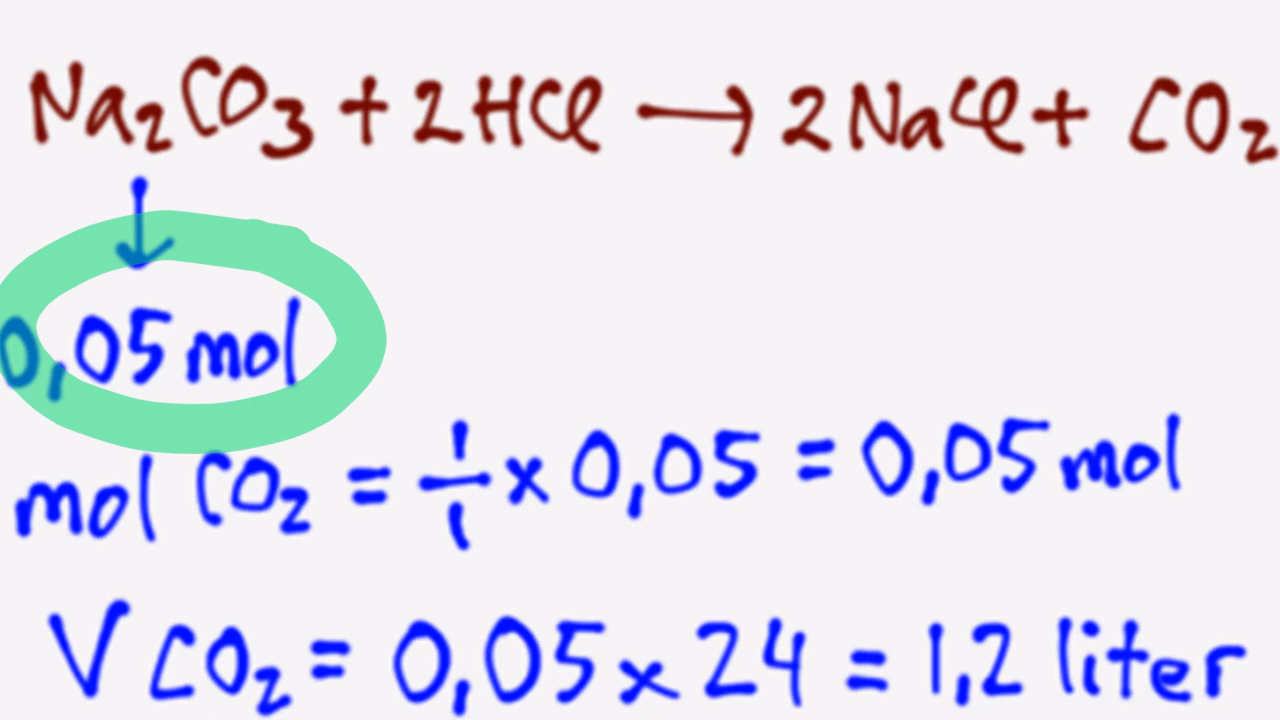 Na₂CO₃ + 2HCl → 2NaCl + CO₂
↓
0,05 mol
mol CO₂ = 1/1 x 0,05 = 0,05 mol
V CO₂ = 0,05 x 24 = 1,2 liter